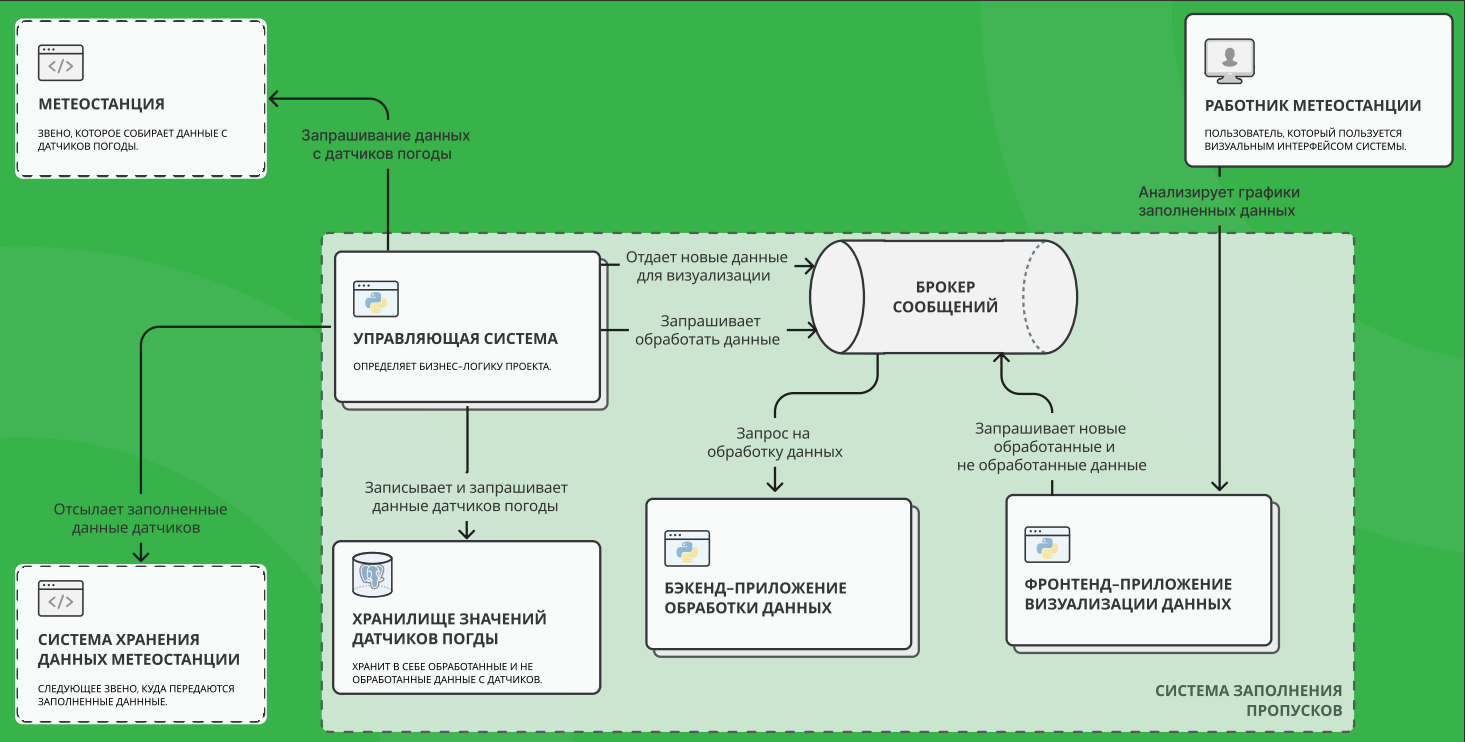 МЕТЕОСТАНЦИЯ
ЗВЕНО, КОТОРОЕ СОБИРАЕТ ДАННЫЕ С
ДАТЧИКОВ ПОГОДЫ.
Запрашивание данных
с датчиков погоды
РАБОТНИК МЕТЕОСТАНЦИИ
ПОЛЬЗОВАТЕЛЬ, КОТОРЫЙ ПОЛЬЗУЕТСЯ
ВИЗУАЛЬНЫМ ИНТЕРФЕЙСОМ СИСТЕМЫ.
Анализирует графики
заполненных данных
УПРАВЛЯЮЩАЯ СИСТЕМА
ОПРЕДЕЛЯЕТ БИЗНЕС-ЛОГИКУ ПРОЕКТА.
Отдает новые данные
для визуализации
Запрашивает
обработать данные
БРОКЕР
СООБЩЕНИЙ
Отсылает заполненные
данные датчиков
Записывает и запрашивает
данные датчиков погоды
Запрос на
обработку данных
Запрашивает новые
обработанные и
не обработанные данные
СИСТЕМА ХРАНЕНИЯ
ДАННЫХ МЕТЕОСТАНЦИИ
СЛЕДУЮЩЕЕ ЗВЕНО, КУДА ПЕРЕДАЮТСЯ
ЗАПОЛНЕННЫЕ ДАНННЫЕ.
ХРАНИЛИЩЕ ЗНАЧЕНИЙ
ДАТЧИКОВ ПОГДЫ
ХРАНИТ В СЕБЕ ОБРАБОТАННЫЕ И НЕ
ОБРАБОТАННЫЕ ДАННЫЕ С ДАТЧИКОВ.
БЭКЕНД-ПРИЛОЖЕНИЕ
ОБРАБОТКИ ДАННЫХ
ФРОНТЕНД-ПРИЛОЖЕНИЕ
ВИЗУАЛИЗАЦИИ ДАННЫХ
СИСТЕМА ЗАПОЛНЕНИЯ
ПРОПУСКОВ